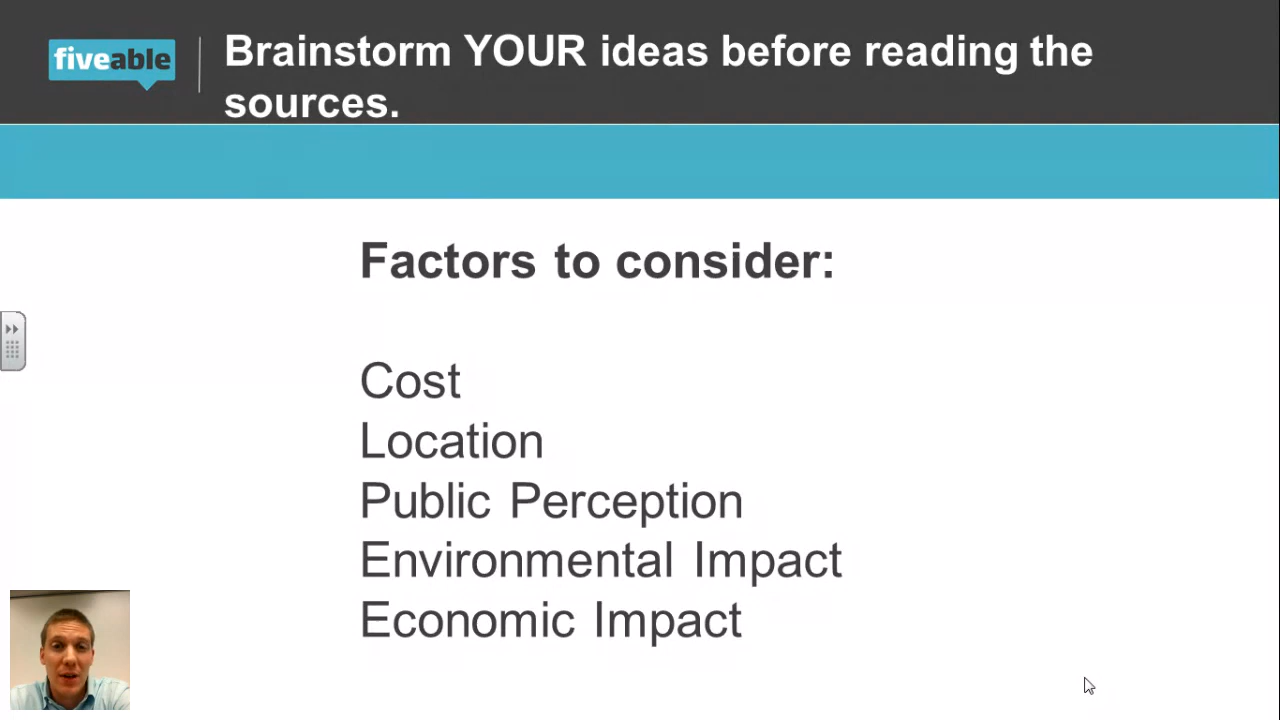 fiveable
Brainstorm YOUR ideas before reading the
sources.
Factors to consider:
Cost
Location
Public Perception
Environmental Impact
Economic Impact